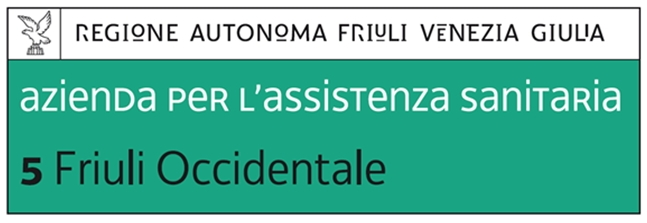 REGIONE AUTONOMA FRIULI VENEZIA GIULIA
azienda per l'assistenza sanitaria
5 Friuli Occidentale